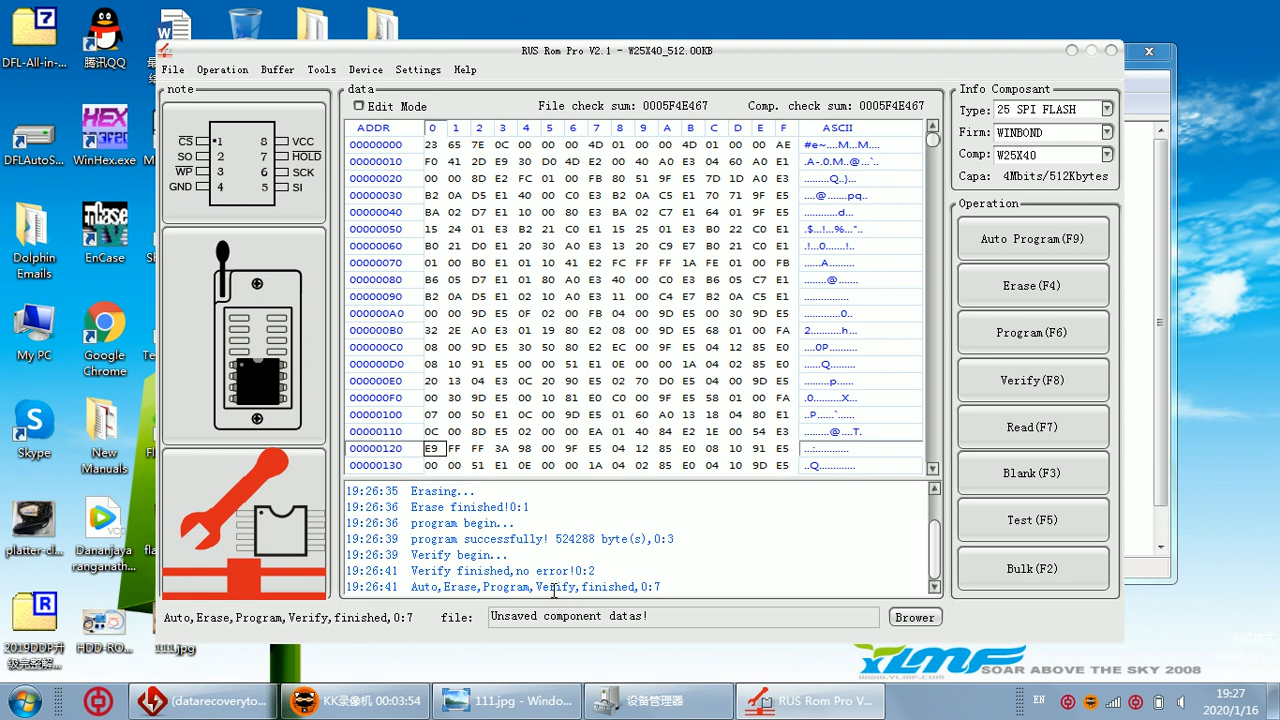 RUS Rom Pro V2.1 - W25X40_512.00KB
File Operation Buffer Tools Device Settings Help
note
CS •1 8 VCC
SO 2 7 HOLD
WP 3 6 SCK
GND 4 5 SI
data
Edit Mode File check sum: 0005F4E467 Comp. check sum: 0005F4E467
ADDR 0 1 2 3 4 5 6 7 8 9 A B C D E F ASCII
00000000 23 65 7E 0C 00 00 00 4D 01 00 00 4D 01 00 00 AE #e~....M...M....
00000010 F0 41 2D E9 30 D0 4D E2 00 40 A0 E3 04 60 A0 E1 .A-.0.M..@...`..
00000020 00 00 8D E2 FC 01 00 FB 80 51 9F E5 7D 1D A0 E3 .........Q..}...
00000030 B2 0A D5 E1 40 00 C0 E3 B2 0A C5 E1 70 71 9F E5 ....@.......pq..
00000040 BA 02 D7 E1 10 00 80 E3 BA 02 C7 E1 64 01 9F E5 ............d...
00000050 15 24 01 E3 B2 21 C0 E1 15 25 01 E3 B0 22 C0 E1 .$...!...%..."..
00000060 B0 21 D0 E1 20 30 A0 E3 13 20 C0 E7 B0 21 C0 E1 .!...0.......!..
00000070 01 00 B0 E1 01 10 41 E2 FC FF FF 1A FE 01 00 FB ......A.........
00000080 B6 05 D7 E1 01 80 A0 E3 40 00 C0 E3 B6 05 C7 E1 ........@.......
00000090 B2 0A D5 E1 02 10 A0 E3 11 00 C4 E7 B2 0A C5 E1 ................
000000A0 00 00 9D E5 0F 02 00 FB 04 00 9D E5 00 30 9D E5 .............0..
000000B0 32 2E A0 E3 01 19 80 E2 08 00 9D E5 68 01 00 FA 2...........h...
000000C0 08 00 9D E5 30 50 80 E2 EC 00 9F E5 04 12 85 E0 ....0P..........
000000D0 08 10 91 E5 00 00 51 E1 0E 00 00 1A 04 02 85 E0 ......Q.........
000000E0 20 13 04 E3 0C 20 90 E5 02 70 D0 E5 04 00 9D E5 .........p......
000000F0 00 30 9D E5 00 10 81 E0 C0 00 9F E5 58 01 00 FA .0..........X...
00000100 07 00 50 E1 0C 00 9D E5 01 60 A0 13 18 04 80 E1 ..P......`......
00000110 0C 00 8D E5 02 00 00 EA 01 40 84 E2 1E 00 54 E3 .........@....T.
00000120 E9 FF FF 3A 98 00 9F E5 04 12 85 E0 08 10 91 E5 ...:............
00000130 00 00 51 E1 0E 00 00 1A 04 02 85 E0 04 10 9D E5 ..Q.............
19:26:35 Erasing...
19:26:36 Erase finished!0:1
19:26:36 program begin...
19:26:39 program successfully! 524288 byte(s),0:3
19:26:39 Verify begin...
19:26:41 Verify finished,no error!0:2
19:26:41 Auto,Erase,Program,Verify,finished,0:7
Auto,Erase,Program,Verify,finished,0:7 file: Unsaved component datas! Browser
Info Composant
Type: 25 SPI FLASH
Firm: WINBOND
Comp: W25X40
Capa: 4Mbits/512Kbytes
Operation
Auto Program(F9)
Erase(F4)
Program(F6)
Verify(F8)
Read(F7)
Blank(F3)
Test(F5)
Bulk(F2)
DFL-All-in-... 腾讯QQ
DFLAutoS... WinHex.exe
Dolphin Emails EnCase
My PC Google Chrome
Skype New Manuals
platter-cl... Dananjaya ranganath...
2019DDP升级完整解... HDD-RO... 111.jpg
YLMF SOAR ABOVE THE SKY 2008
WWW.YLMF.COM
(datarecoveryto... KK录像机 00:03:54 111.jpg - Windo... 设备管理器 RUS Rom Pro V... EN 19:27
2020/1/16